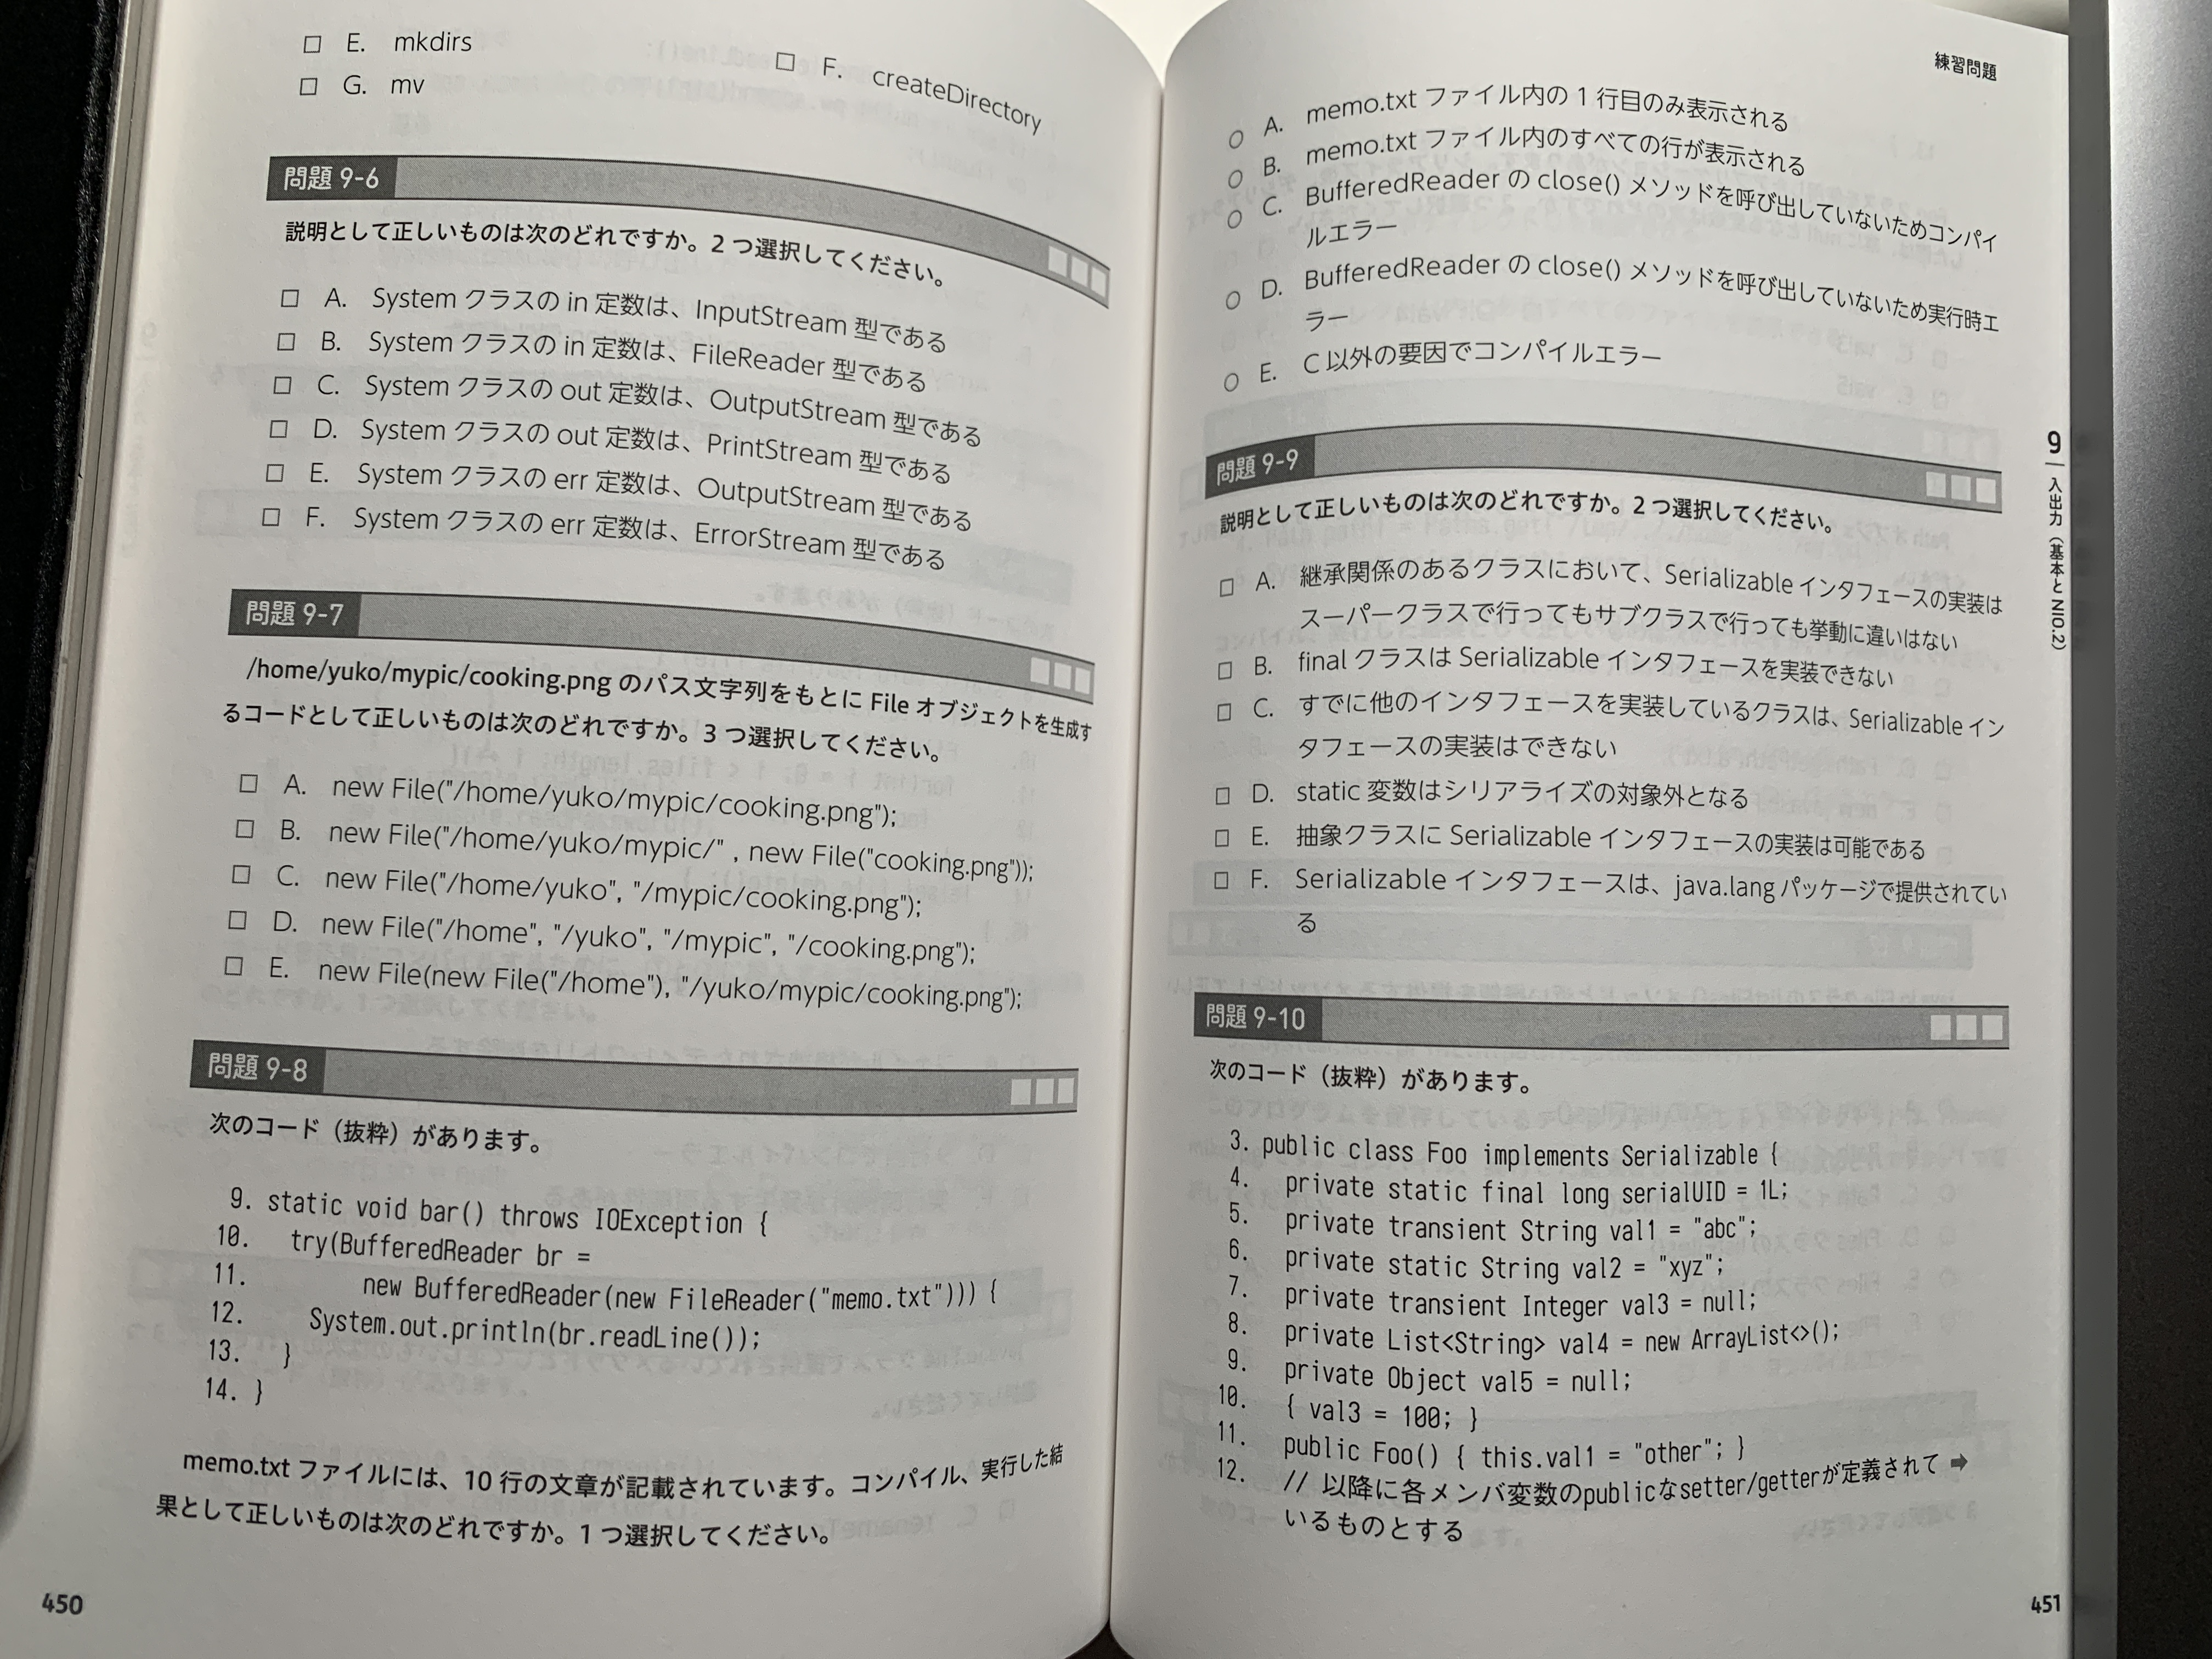 □ E. mkdirs
□ F. createDirectory
□ G. mv
問題 9-6
説明として正しいものは次のどれですか。2 つ選択してください。
□ A. System クラスの in 定数は、InputStream 型である
□ B. System クラスの in 定数は、FileReader 型である
□ C. System クラスの out 定数は、OutputStream 型である
□ D. System クラスの out 定数は、PrintStream 型である
□ E. System クラスの err 定数は、OutputStream 型である
□ F. System クラスの err 定数は、ErrorStream 型である
問題 9-7
/home/yuko/mypic/cooking.png のパス文字列をもとに File オブジェクトを生成す
るコードとして正しいものは次のどれですか。3 つ選択してください。
□ A. new File("/home/yuko/mypic/cooking.png");
□ B. new File("/home/yuko/mypic/" , new File("cooking.png"));
□ C. new File("/home/yuko", "/mypic/cooking.png");
□ D. new File("/home", "/yuko", "/mypic", "/cooking.png");
□ E. new File(new File("/home"), "/yuko/mypic/cooking.png");
問題 9-8
次のコード（抜粋）があります。
9. static void bar() throws IOException {
10. try(BufferedReader br =
11. new BufferedReader(new FileReader("memo.txt"))) {
12. System.out.println(br.readLine());
13. }
14. }
memo.txt ファイルには、10 行の文章が記載されています。コンパイル、実行した結
果として正しいものは次のどれですか。1 つ選択してください。
450
練習問題
○ A. memo.txt ファイル内の 1 行目のみ表示される
○ B. memo.txt ファイル内のすべての行が表示される
○ C. BufferedReader の close() メソッドを呼び出していないためコンパイ
ルエラー
○ D. BufferedReader の close() メソッドを呼び出していないため実行時エ
ラー
○ E. C 以外の要因でコンパイルエラー
問題 9-9
説明として正しいものは次のどれですか。2 つ選択してください。
□ A. 継承関係のあるクラスにおいて、Serializable インタフェースの実装は
スーパークラスで行ってもサブクラスで行っても挙動に違いはない
□ B. final クラスは Serializable インタフェースを実装できない
□ C. すでに他のインタフェースを実装しているクラスは、Serializable イン
タフェースの実装はできない
□ D. static 変数はシリアライズの対象外となる
□ E. 抽象クラスに Serializable インタフェースの実装は可能である
□ F. Serializable インタフェースは、java.lang パッケージで提供されてい
る
問題 9-10
次のコード（抜粋）があります。
3. public class Foo implements Serializable {
4. private static final long serialUID = 1L;
5. private transient String val1 = "abc";
6. private static String val2 = "xyz";
7. private transient Integer val3 = null;
8. private List<String> val4 = new ArrayList<>();
9. private Object val5 = null;
10. { val3 = 100; }
11. public Foo() { this.val1 = "other"; }
12. // 以降に各メンバ変数のpublicなsetter/getterが定義されて ➡
いるものとする
9 入出力（基本と NIO.2）
451